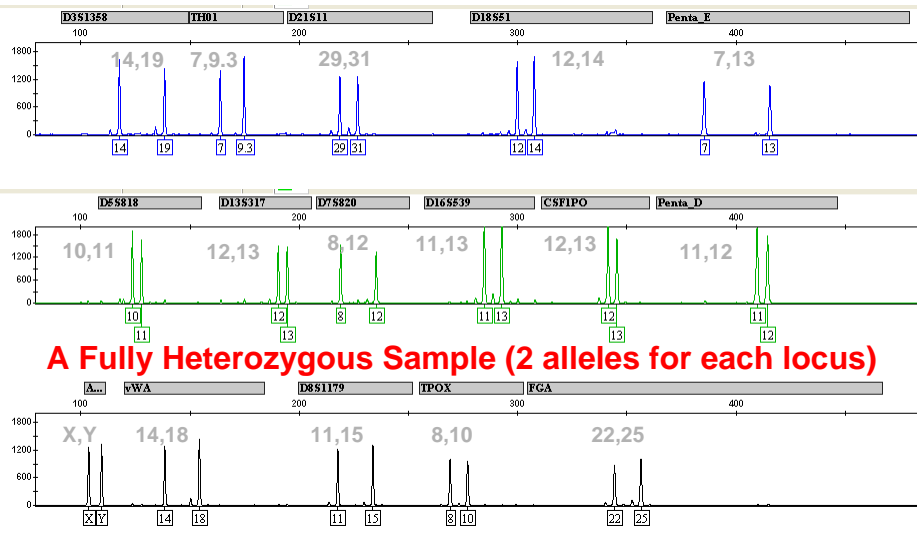 D3S1358 TH01 D21S11 D18S51 Penta_E
100 200 300 400
1800
1200
600
0
14,19 7,9.3 29,31 12,14 7,13
14 19 7 9.3 29 31 12 14 7 13
D5S818 D13S317 D7S820 D16S539 CSF1PO Penta_D
100 200 300 400
1800
1200
600
0
10,11 12,13 8,12 11,13 12,13 11,12
10 12 8 12 11 13 12 11
11 13 13 12
A Fully Heterozygous Sample (2 alleles for each locus)
A... vWA D8S1179 TPOX FGA
100 200 300 400
1800
1200
600
0
X,Y 14,18 11,15 8,10 22,25
X Y 14 18 11 15 8 10 22 25